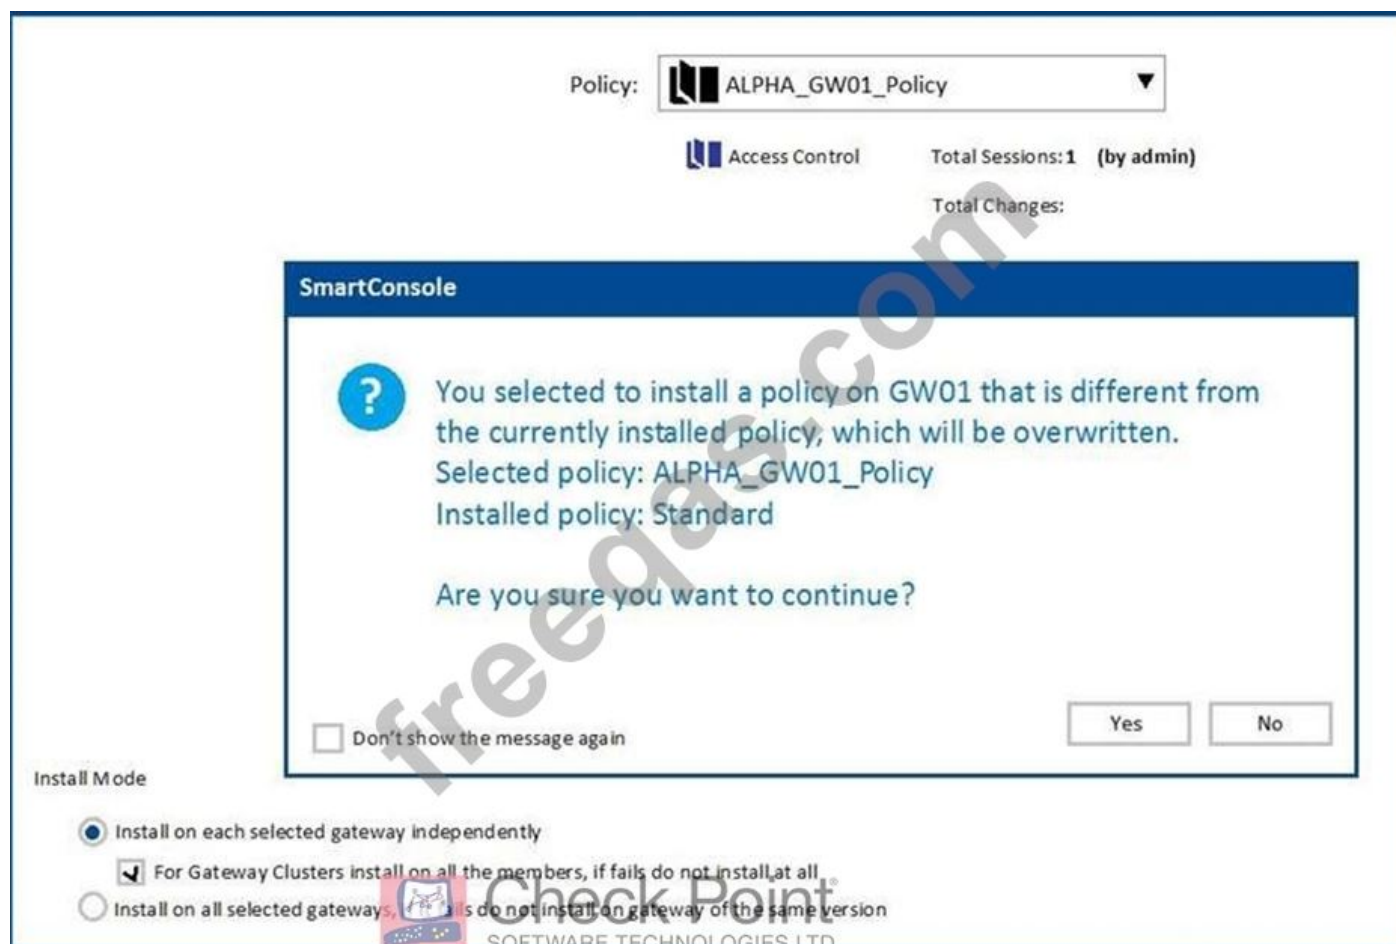 Policy: ALPHA_GW01_Policy
Access Control Total Sessions: 1 (by admin)
Total Changes:
SmartConsole
You selected to install a policy on GW01 that is different from
the currently installed policy, which will be overwritten.
Selected policy: ALPHA_GW01_Policy
Installed policy: Standard
Are you sure you want to continue?
Don't show the message again
Yes No
Install Mode
Install on each selected gateway independently
For Gateway Clusters install on all the members, if fails do not install at all
Install on all selected gateways, fails do not install on gateway of the same version
Check Point
SOFTWARE TECHNOLOGIES LTD
freeqas.com